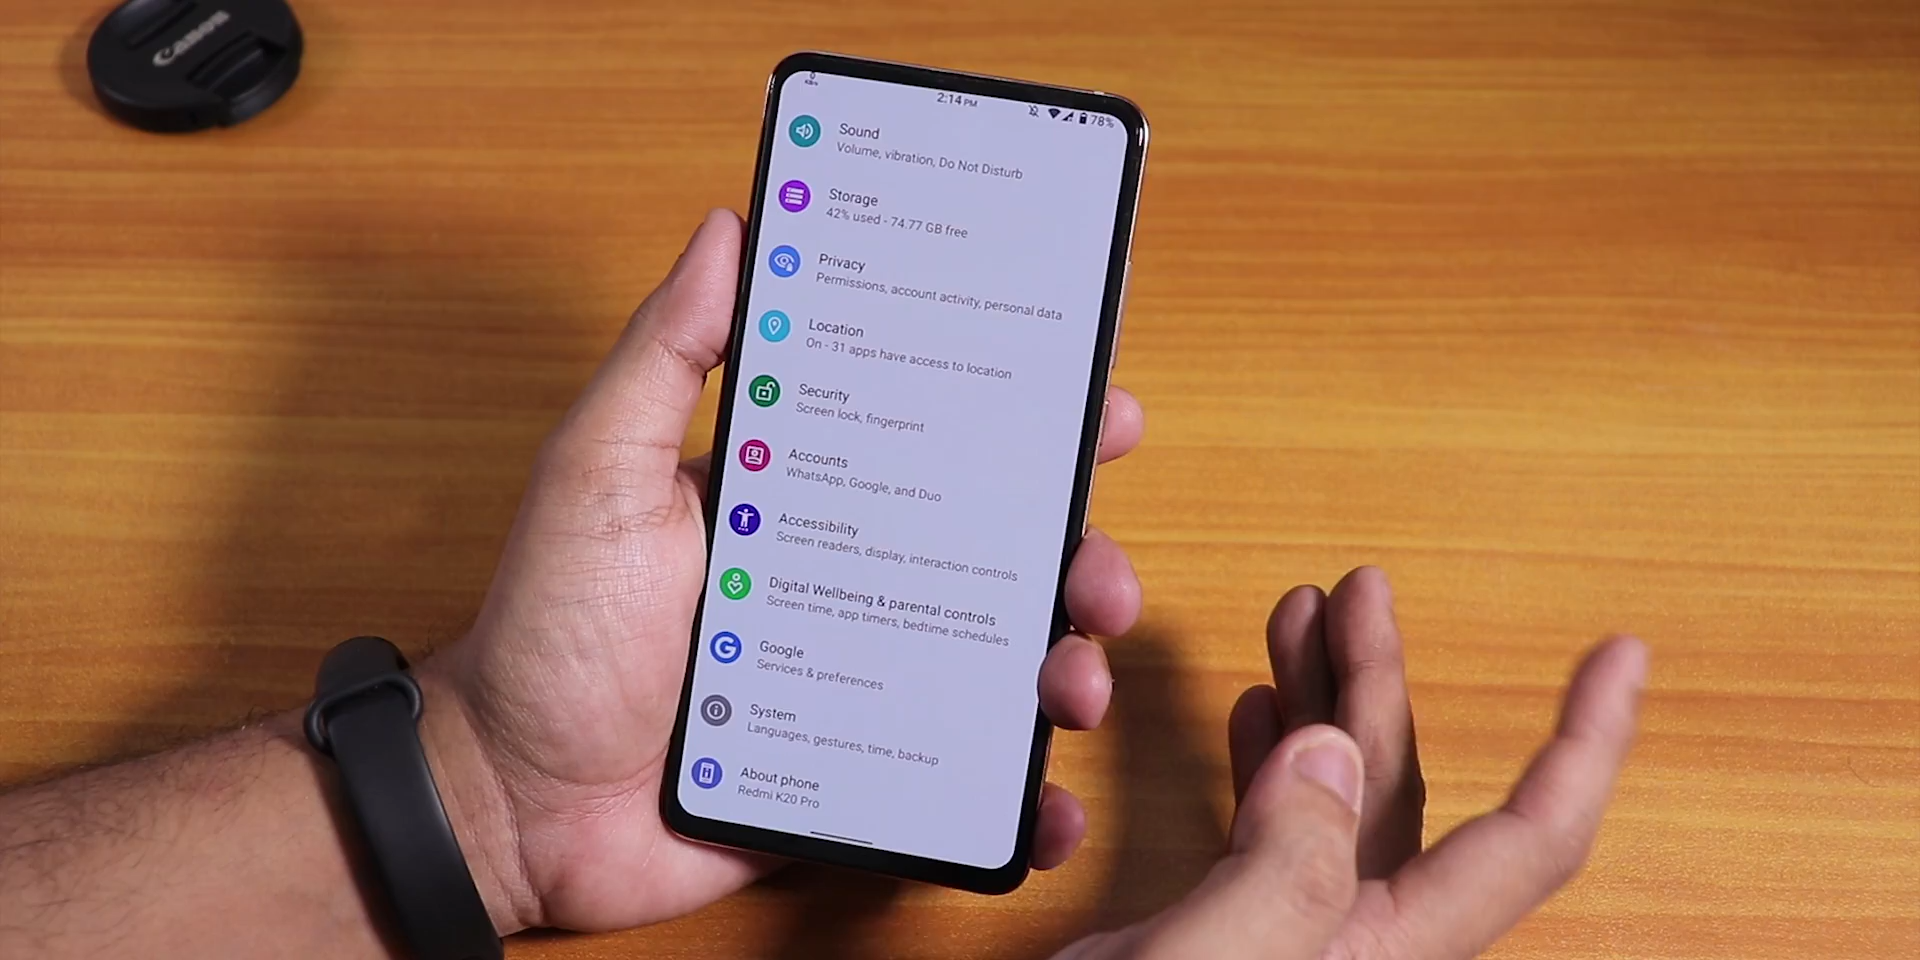 Canon
0
KB/s
2:14 PM
78%
Sound
Volume, vibration, Do Not Disturb
Storage
42% used - 74.77 GB free
Privacy
Permissions, account activity, personal data
Location
On - 31 apps have access to location
Security
Screen lock, fingerprint
Accounts
WhatsApp, Google, and Duo
Accessibility
Screen readers, display, interaction controls
Digital Wellbeing & parental controls
Screen time, app timers, bedtime schedules
Google
Services & preferences
System
Languages, gestures, time, backup
About phone
Redmi K20 Pro